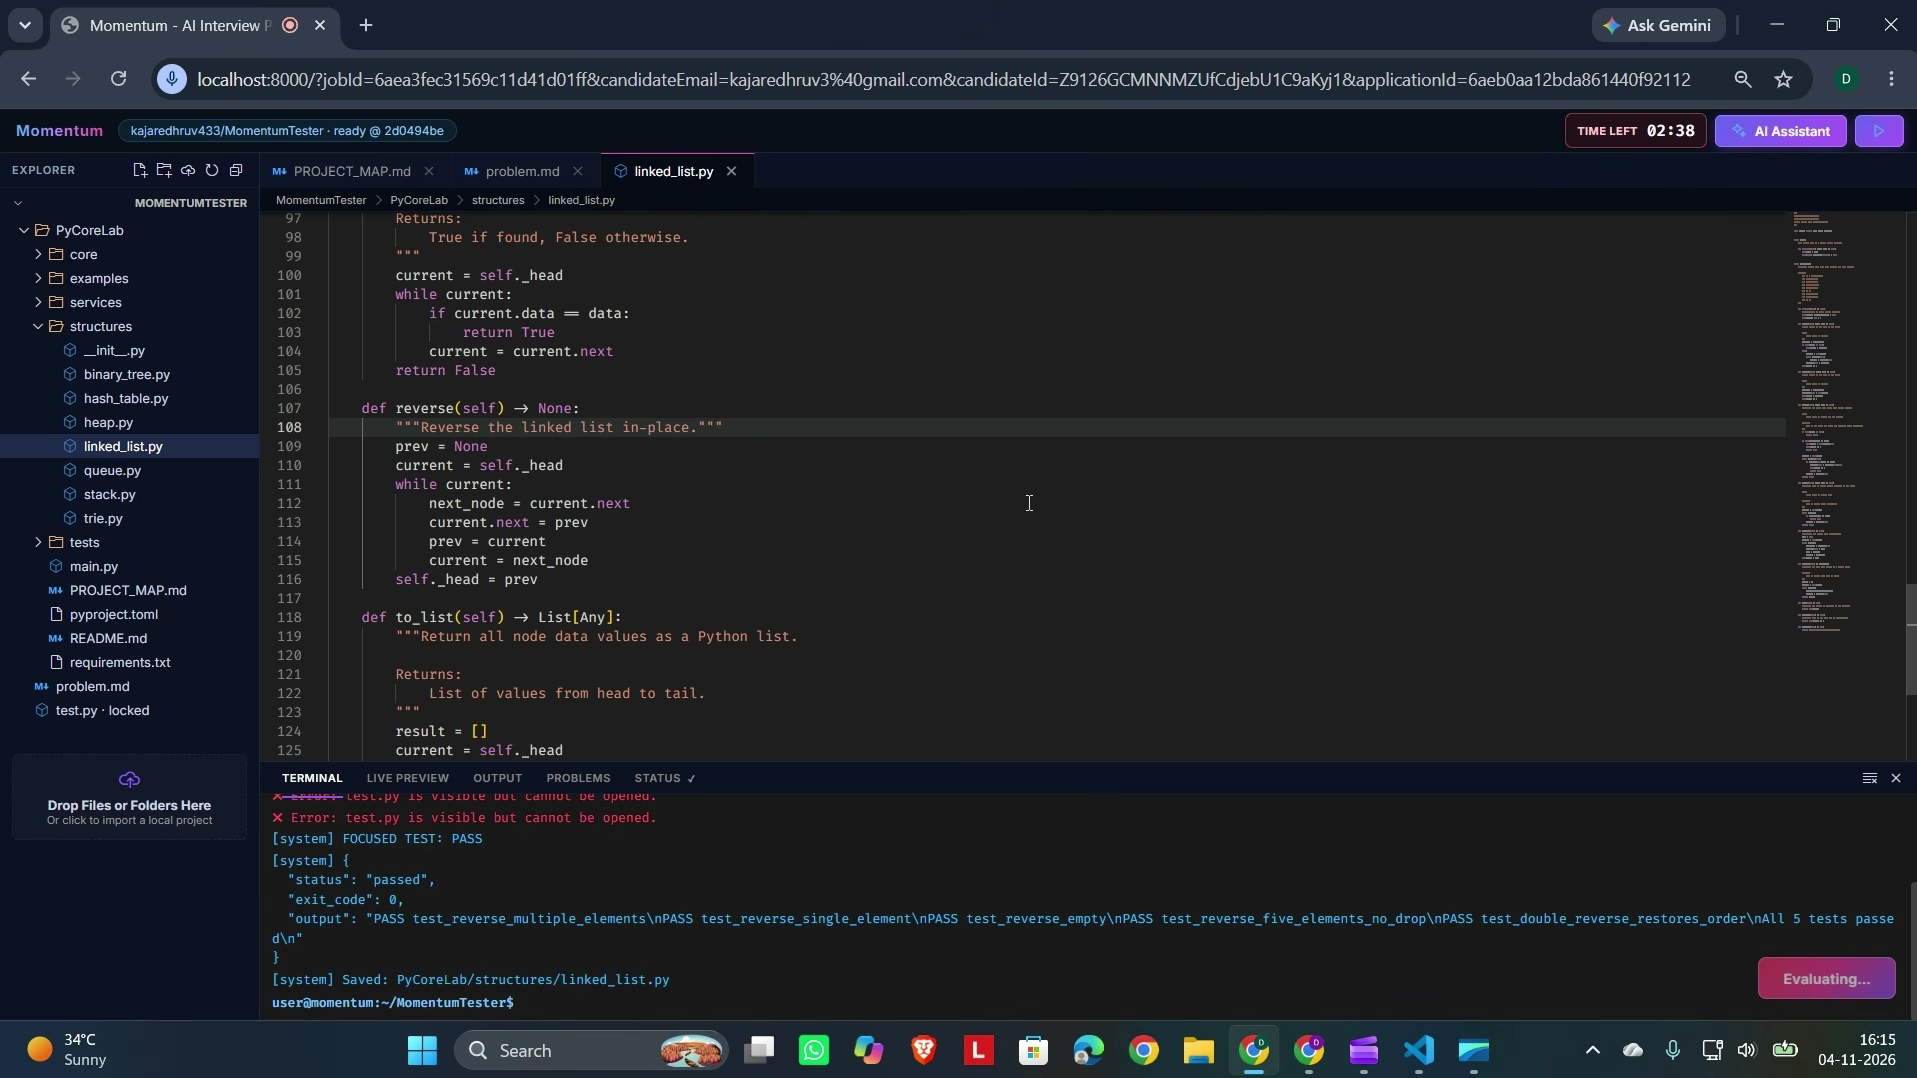 Momentum - AI Interview P
Ask Gemini
localhost:8000/?jobId=6aea3fec31569c11d41d01ff&candidateEmail=kajaredhruv3%40gmail.com&candidateId=Z9126GCMNNMZUfCdjebU1C9aKyj1&applicationId=6aeb0aa12bda861440f92112
D
Momentum
kajaredhruv433/MomentumTester · ready @ 2d0494be
TIME LEFT 02:38
AI Assistant
EXPLORER
PROJECT_MAP.md
problem.md
linked_list.py
MOMENTUMTESTER
MomentumTester > PyCoreLab > structures > linked_list.py
PyCoreLab
core
examples
services
structures
__init__.py
binary_tree.py
hash_table.py
heap.py
linked_list.py
queue.py
stack.py
trie.py
tests
main.py
PROJECT_MAP.md
pyproject.toml
README.md
requirements.txt
problem.md
test.py · locked
Drop Files or Folders Here
Or click to import a local project
97 Returns:
98 True if found, False otherwise.
99 """
100 current = self._head
101 while current:
102 if current.data == data:
103 return True
104 current = current.next
105 return False
106
107 def reverse(self) -> None:
108 """Reverse the linked list in-place."""
109 prev = None
110 current = self._head
111 while current:
112 next_node = current.next
113 current.next = prev
114 prev = current
115 current = next_node
116 self._head = prev
117
118 def to_list(self) -> List[Any]:
119 """Return all node data values as a Python list.
120
121 Returns:
122 List of values from head to tail.
123 """
124 result = []
125 current = self._head
TERMINAL
LIVE PREVIEW
OUTPUT
PROBLEMS
STATUS ✓
✕ Error: test.py is visible but cannot be opened.
✕ Error: test.py is visible but cannot be opened.
[system] FOCUSED TEST: PASS
[system] {
"status": "passed",
"exit_code": 0,
"output": "PASS test_reverse_multiple_elements\nPASS test_reverse_single_element\nPASS test_reverse_empty\nPASS test_reverse_five_elements_no_drop\nPASS test_double_reverse_restores_order\nAll 5 tests passe
d\n"
}
[system] Saved: PyCoreLab/structures/linked_list.py
user@momentum:~/MomentumTester$
Evaluating...
34°C
Sunny
Search
L
16:15
04-11-2026